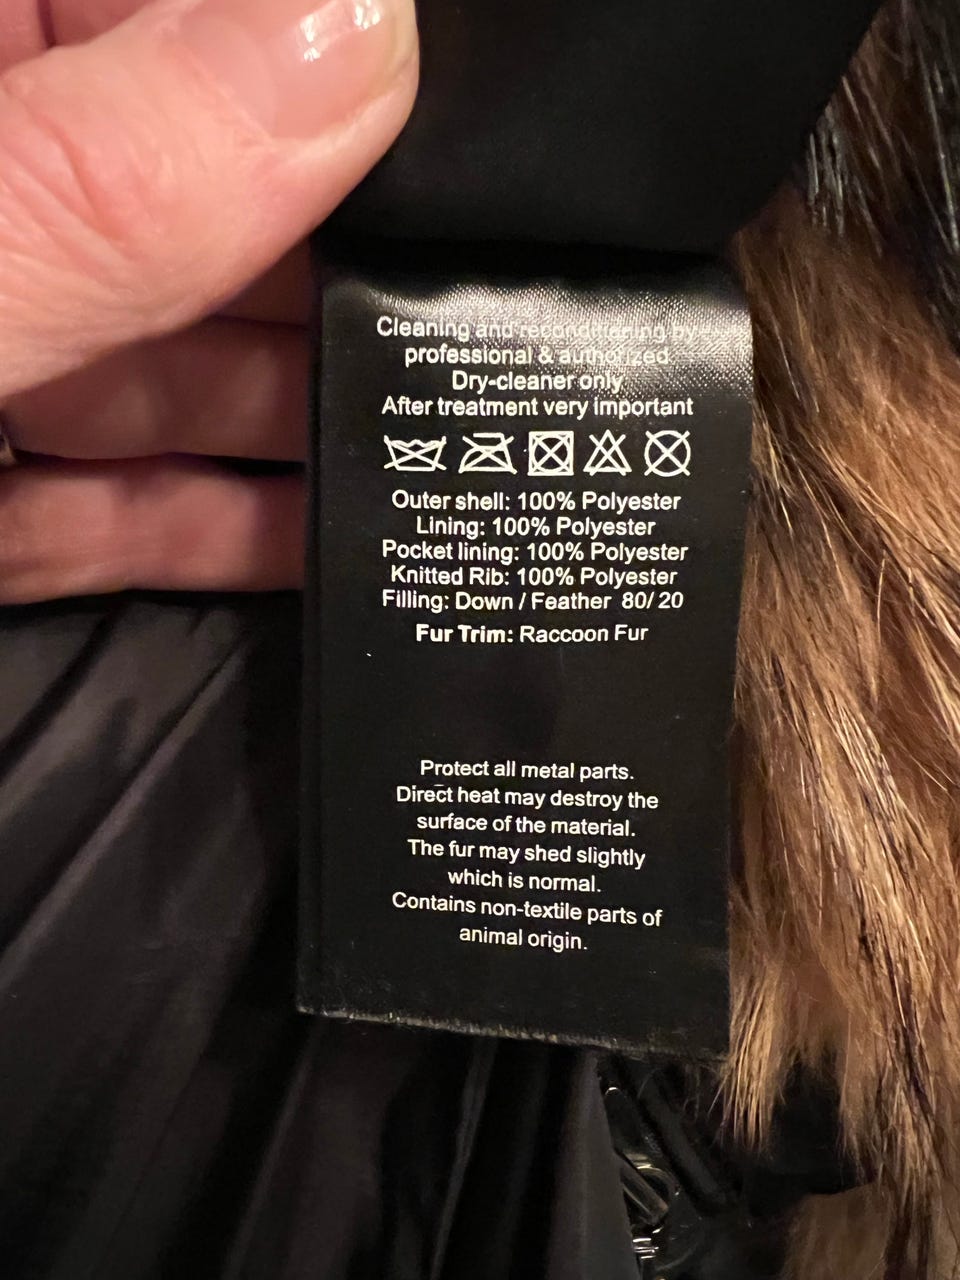 Cleaning and reconditioning by
professional & authorized
Dry-cleaner only
After treatment very important
Outer shell: 100% Polyester
Lining: 100% Polyester
Pocket lining: 100% Polyester
Knitted Rib: 100% Polyester
Filling: Down / Feather 80/20
Fur Trim: Raccoon Fur
Protect all metal parts.
Direct heat may destroy the
surface of the material.
The fur may shed slightly
which is normal.
Contains non-textile parts of
animal origin.